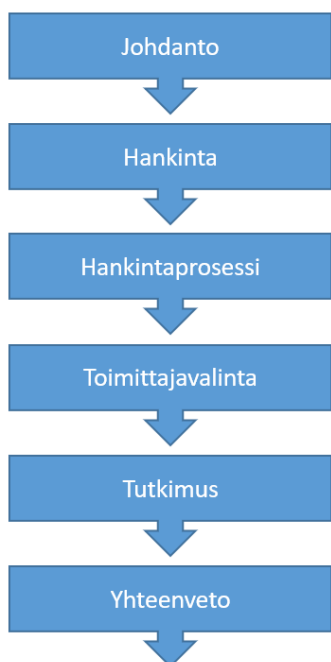 Johdanto
Hankinta
Hankintaprosessi
Toimittajavalinta
Tutkimus
Yhteenveto